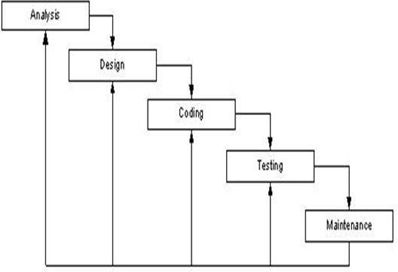 Analysis
Design
Coding
Testing
Maintenance